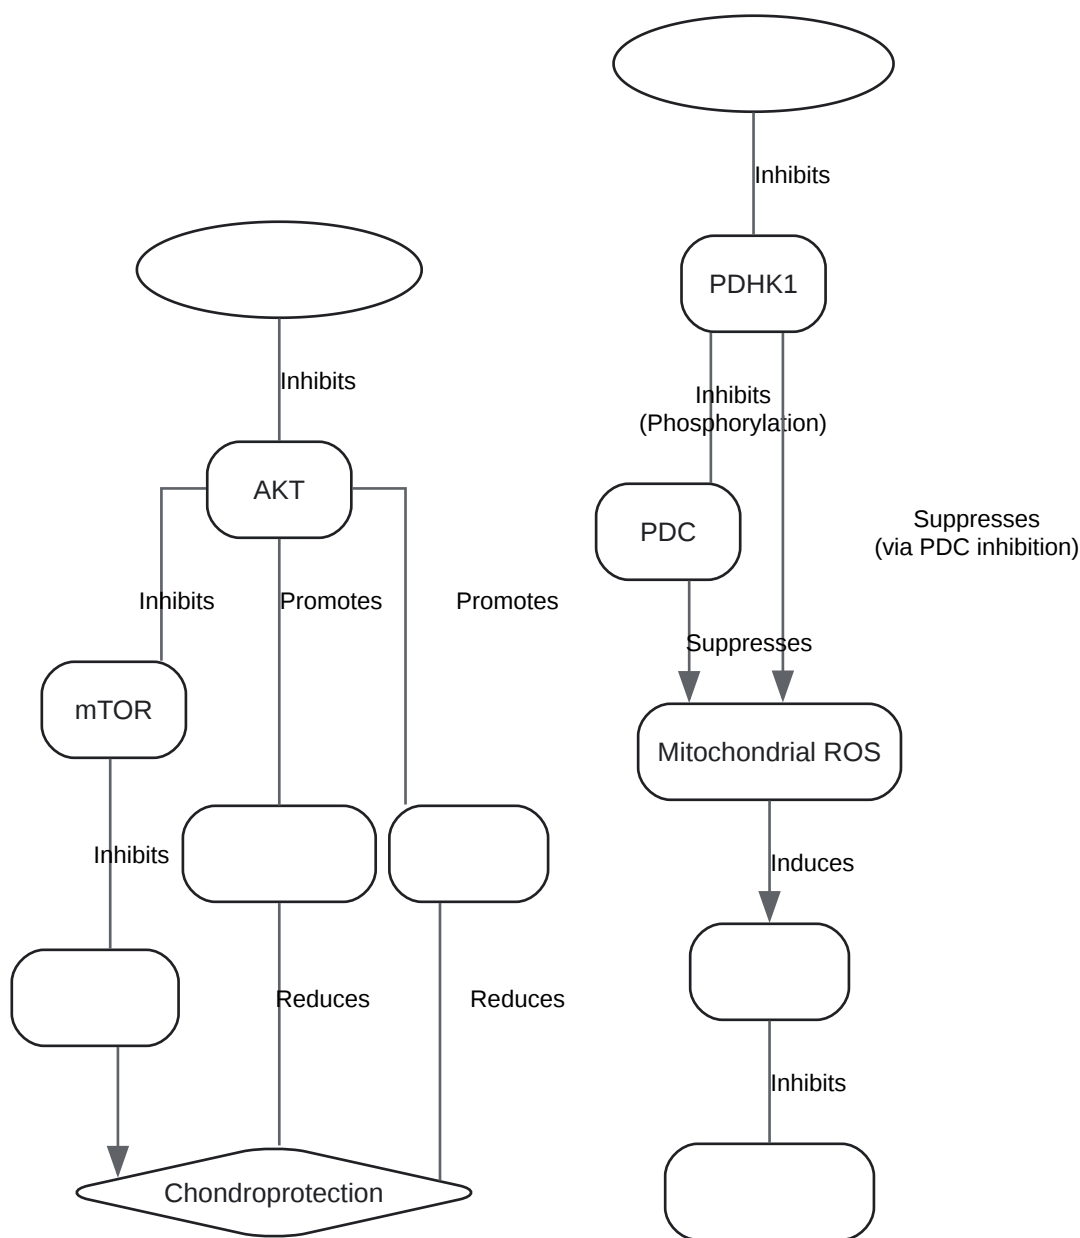 Inhibits
PDHK1
Inhibits
AKT
Inhibits
(Phosphorylation)
PDC
Suppresses
(via PDC inhibition)
Inhibits
Promotes
Promotes
Suppresses
mTOR
Mitochondrial ROS
Inhibits
Induces
Reduces
Reduces
Inhibits
Chondroprotection